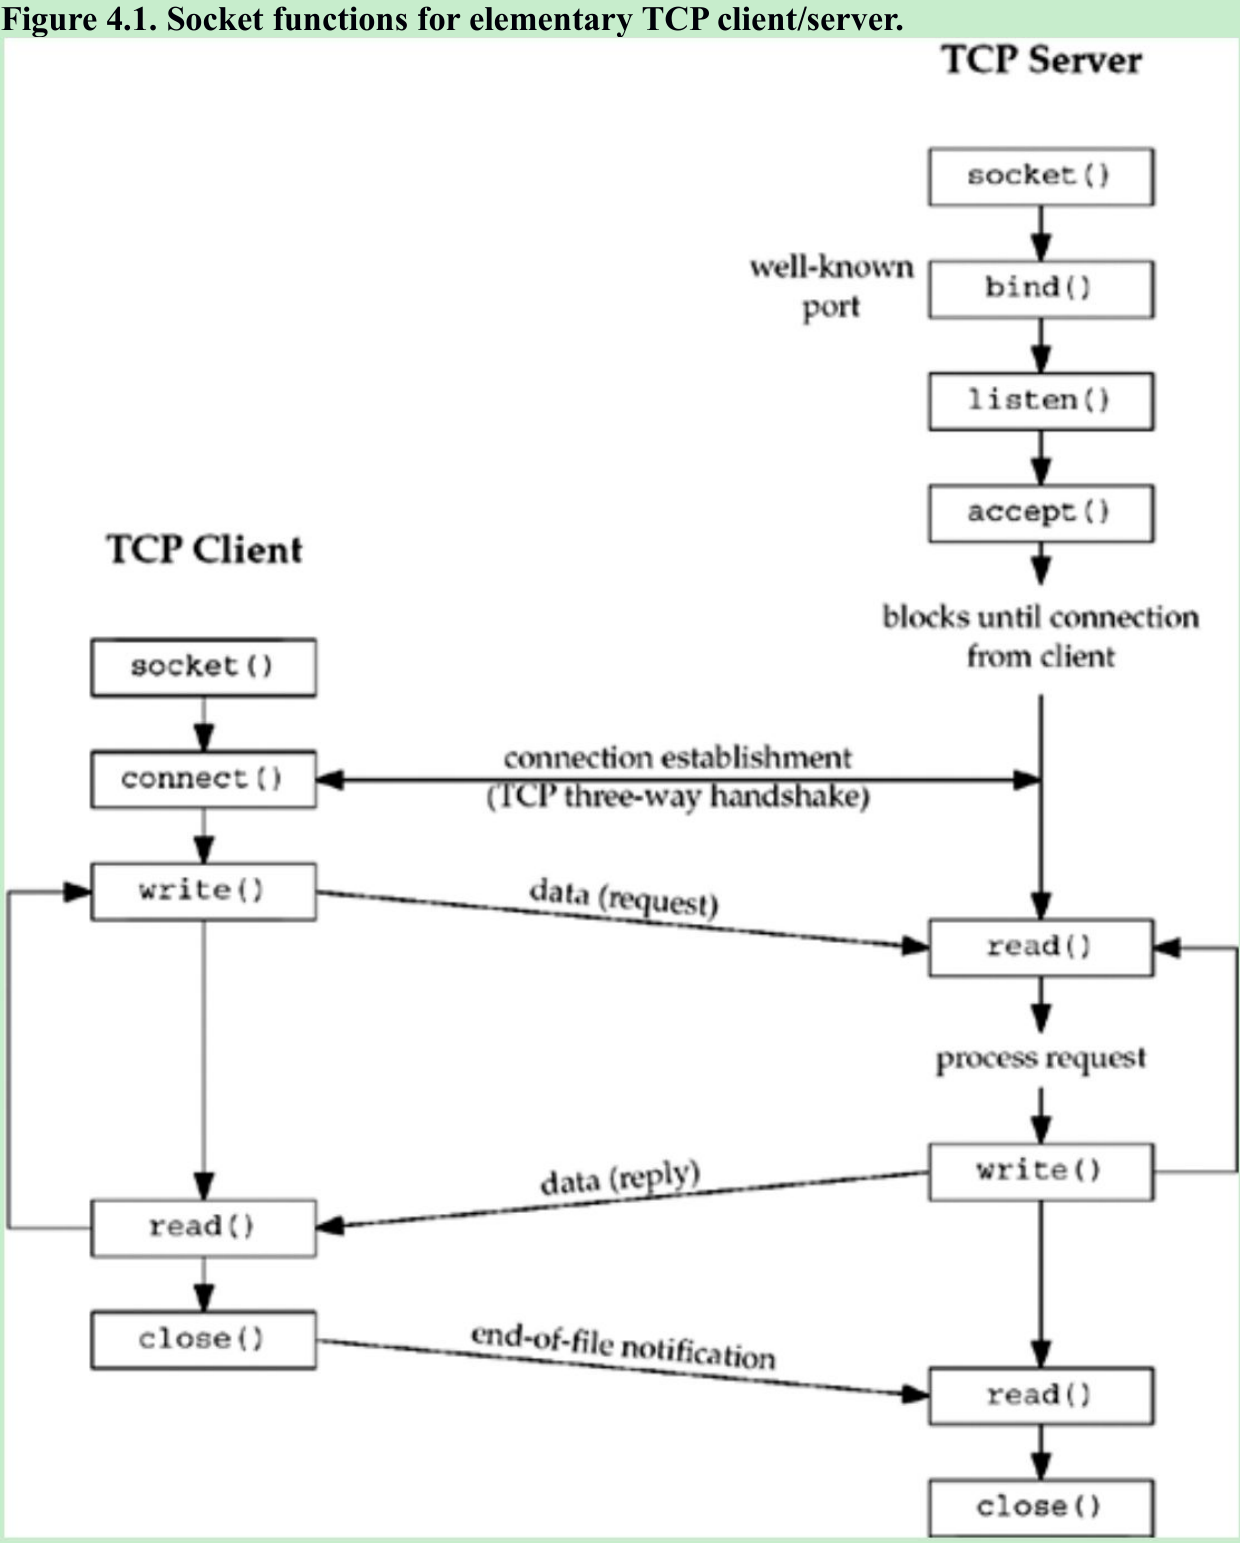 Figure 4.1. Socket functions for elementary TCP client/server.
TCP Server
socket()
well-known
port
bind()
listen()
accept()
blocks until connection
from client
TCP Client
socket()
connect()
connection establishment
(TCP three-way handshake)
write()
data (request)
read()
process request
write()
data (reply)
read()
close()
end-of-file notification
read()
close()